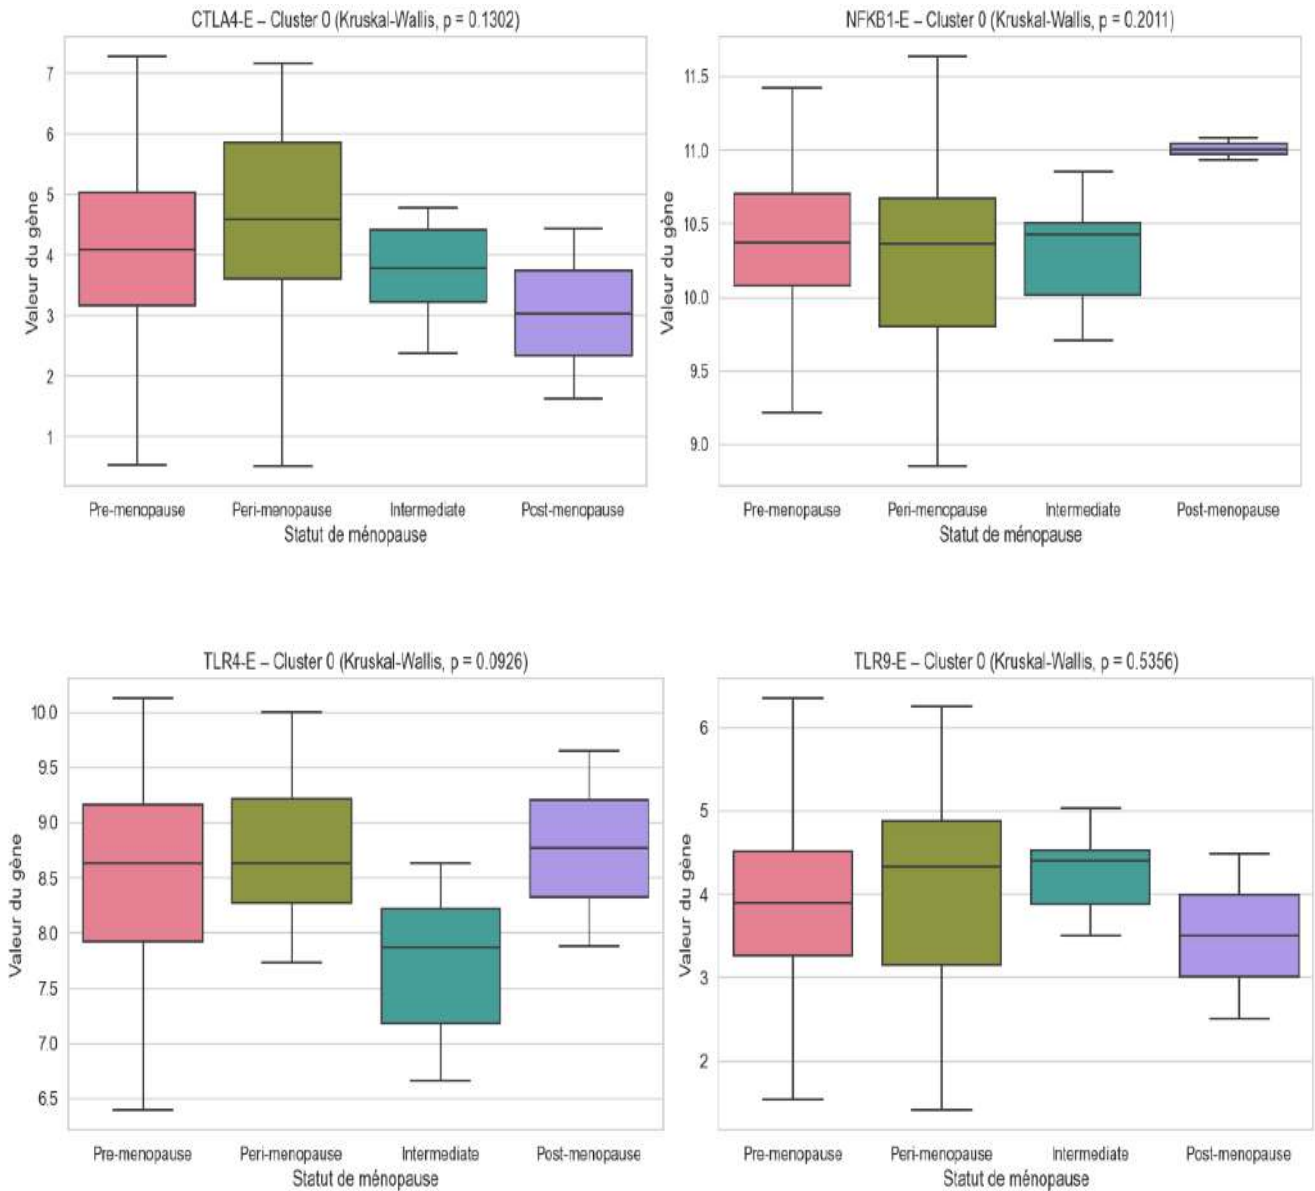 CTLA4-E – Cluster 0 (Kruskal-Wallis, p = 0.1302)
7
6
5
4
3
2
1
Valeur du gène
Pre-menopause Peri-menopause Intermediate Post-menopause
Statut de ménopause
NFKB1-E – Cluster 0 (Kruskal-Wallis, p = 0.2011)
11.5
11.0
10.5
10.0
9.5
9.0
Valeur du gène
Pre-menopause Peri-menopause Intermediate Post-menopause
Statut de ménopause
TLR4-E – Cluster 0 (Kruskal-Wallis, p = 0.0926)
10.0
9.5
9.0
8.5
8.0
7.5
7.0
6.5
Valeur du gène
Pre-menopause Peri-menopause Intermediate Post-menopause
Statut de ménopause
TLR9-E – Cluster 0 (Kruskal-Wallis, p = 0.5356)
6
5
4
3
2
Valeur du gène
Pre-menopause Peri-menopause Intermediate Post-menopause
Statut de ménopause